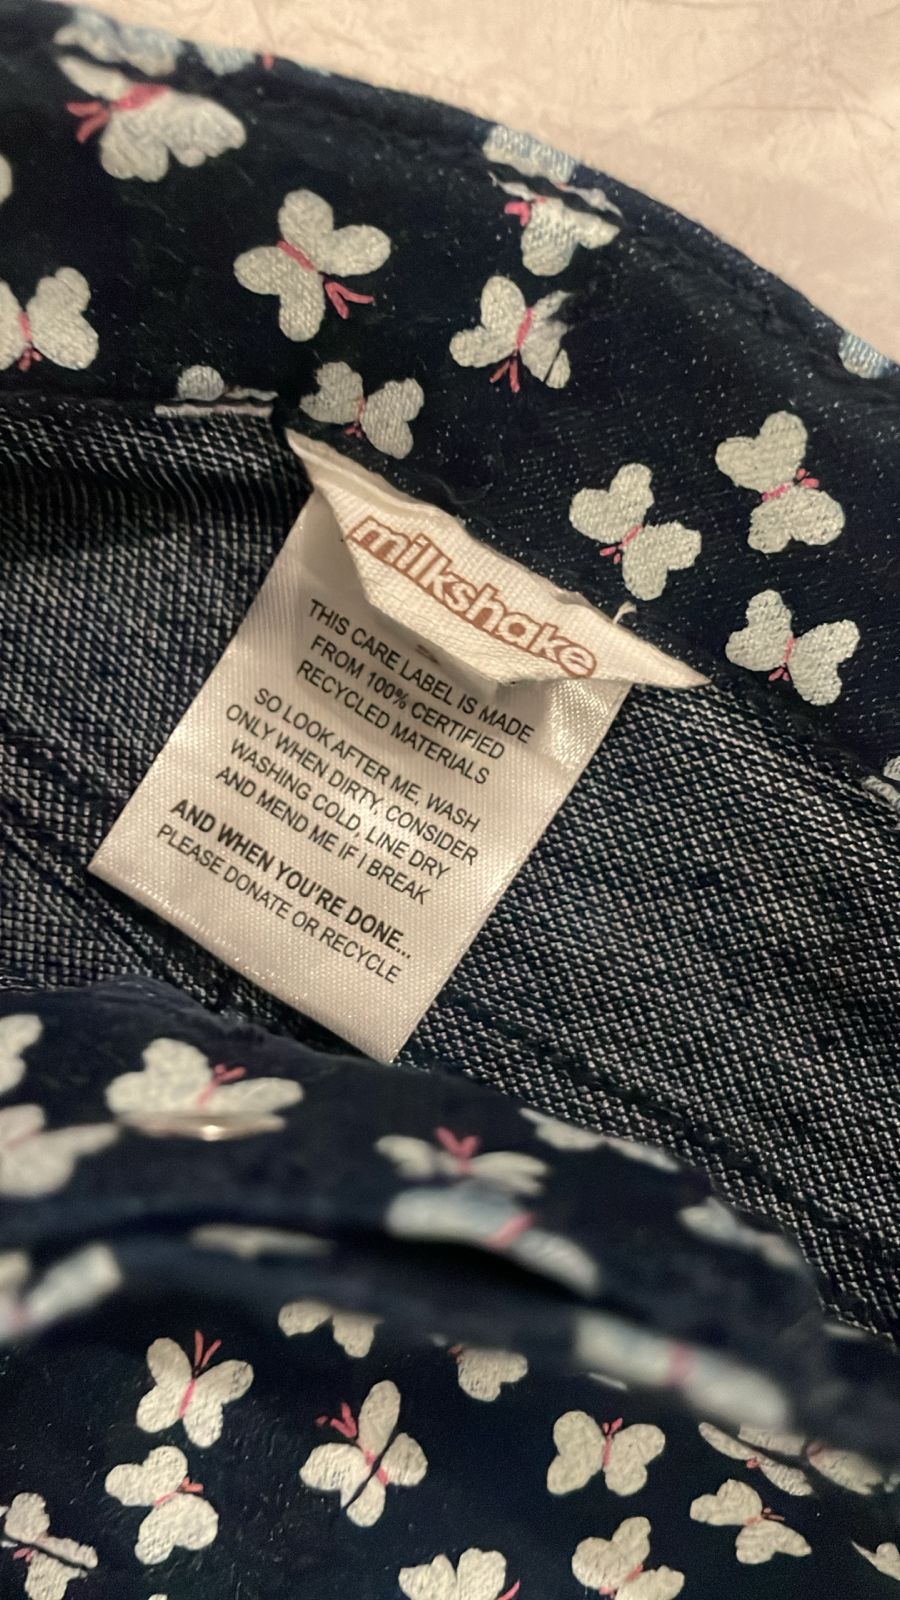 milkshake
THIS CARE LABEL IS MADE
FROM 100% CERTIFIED
RECYCLED MATERIALS
SO LOOK AFTER ME, WASH
ONLY WHEN DIRTY, CONSIDER
WASHING COLD, LINE DRY
AND MEND ME IF I BREAK
AND WHEN YOU'RE DONE...
PLEASE DONATE OR RECYCLE